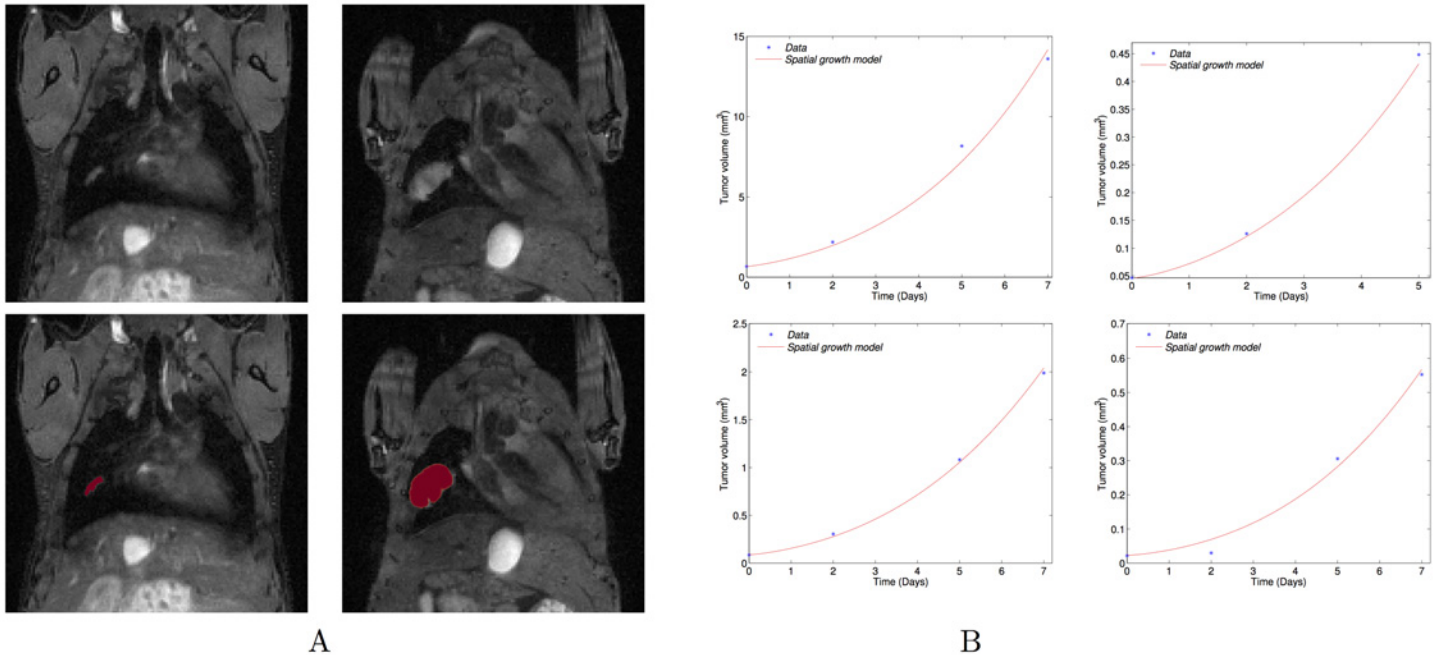 15
10
5
0
Tumor volume (mm³)
Data
Spatial growth model
0 1 2 3 4 5 6 7
Time (Days)
0.45
0.4
0.35
0.3
0.25
0.2
0.15
0.1
0.05
Tumor volume (mm³)
Data
Spatial growth model
0 1 2 3 4 5
Time (Days)
2.5
2
1.5
1
0.5
0
Tumor volume (mm³)
Data
Spatial growth model
0 1 2 3 4 5 6 7
Time (Days)
0.7
0.6
0.5
0.4
0.3
0.2
0.1
0
Tumor volume (mm³)
Data
Spatial growth model
0 1 2 3 4 5 6 7
Time (Days)
A
B